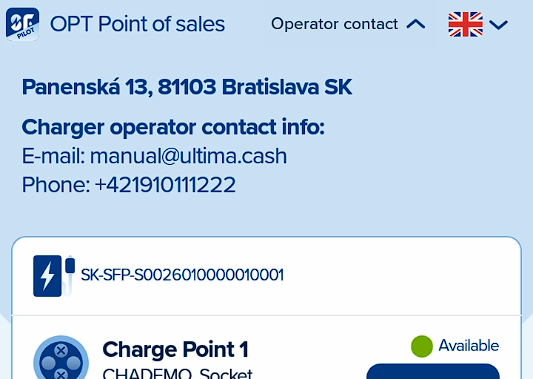 PILOT
OPT Point of sales
Operator contact
Panenská 13, 81103 Bratislava SK
Charger operator contact info:
E-mail: manual@ultima.cash
Phone: +421910111222
SK-SFP-S0026010000010001
Charge Point 1
Available
CHADEMO, Socket